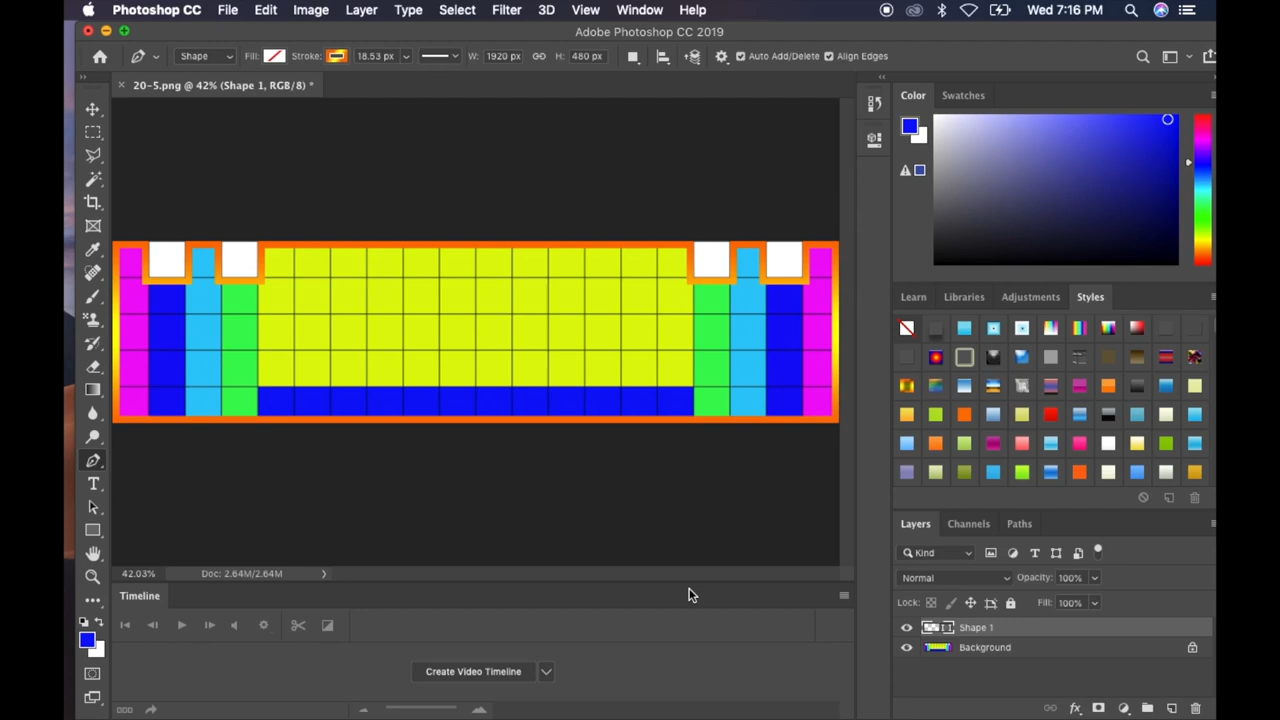 Photoshop CC File Edit Image Layer Type Select Filter 3D View Window Help Wed 7:16 PM
Adobe Photoshop CC 2019
Shape Fill: Stroke: 18.53 px W: 1920 px H: 480 px Auto Add/Delete Align Edges
20-5.png @ 42% (Shape 1, RGB/8) *
Color Swatches
Learn Libraries Adjustments Styles
Layers Channels Paths
Kind
Normal Opacity: 100%
Lock: Fill: 100%
Shape 1
Background
42.03% Doc: 2.64M/2.64M
Timeline
Create Video Timeline